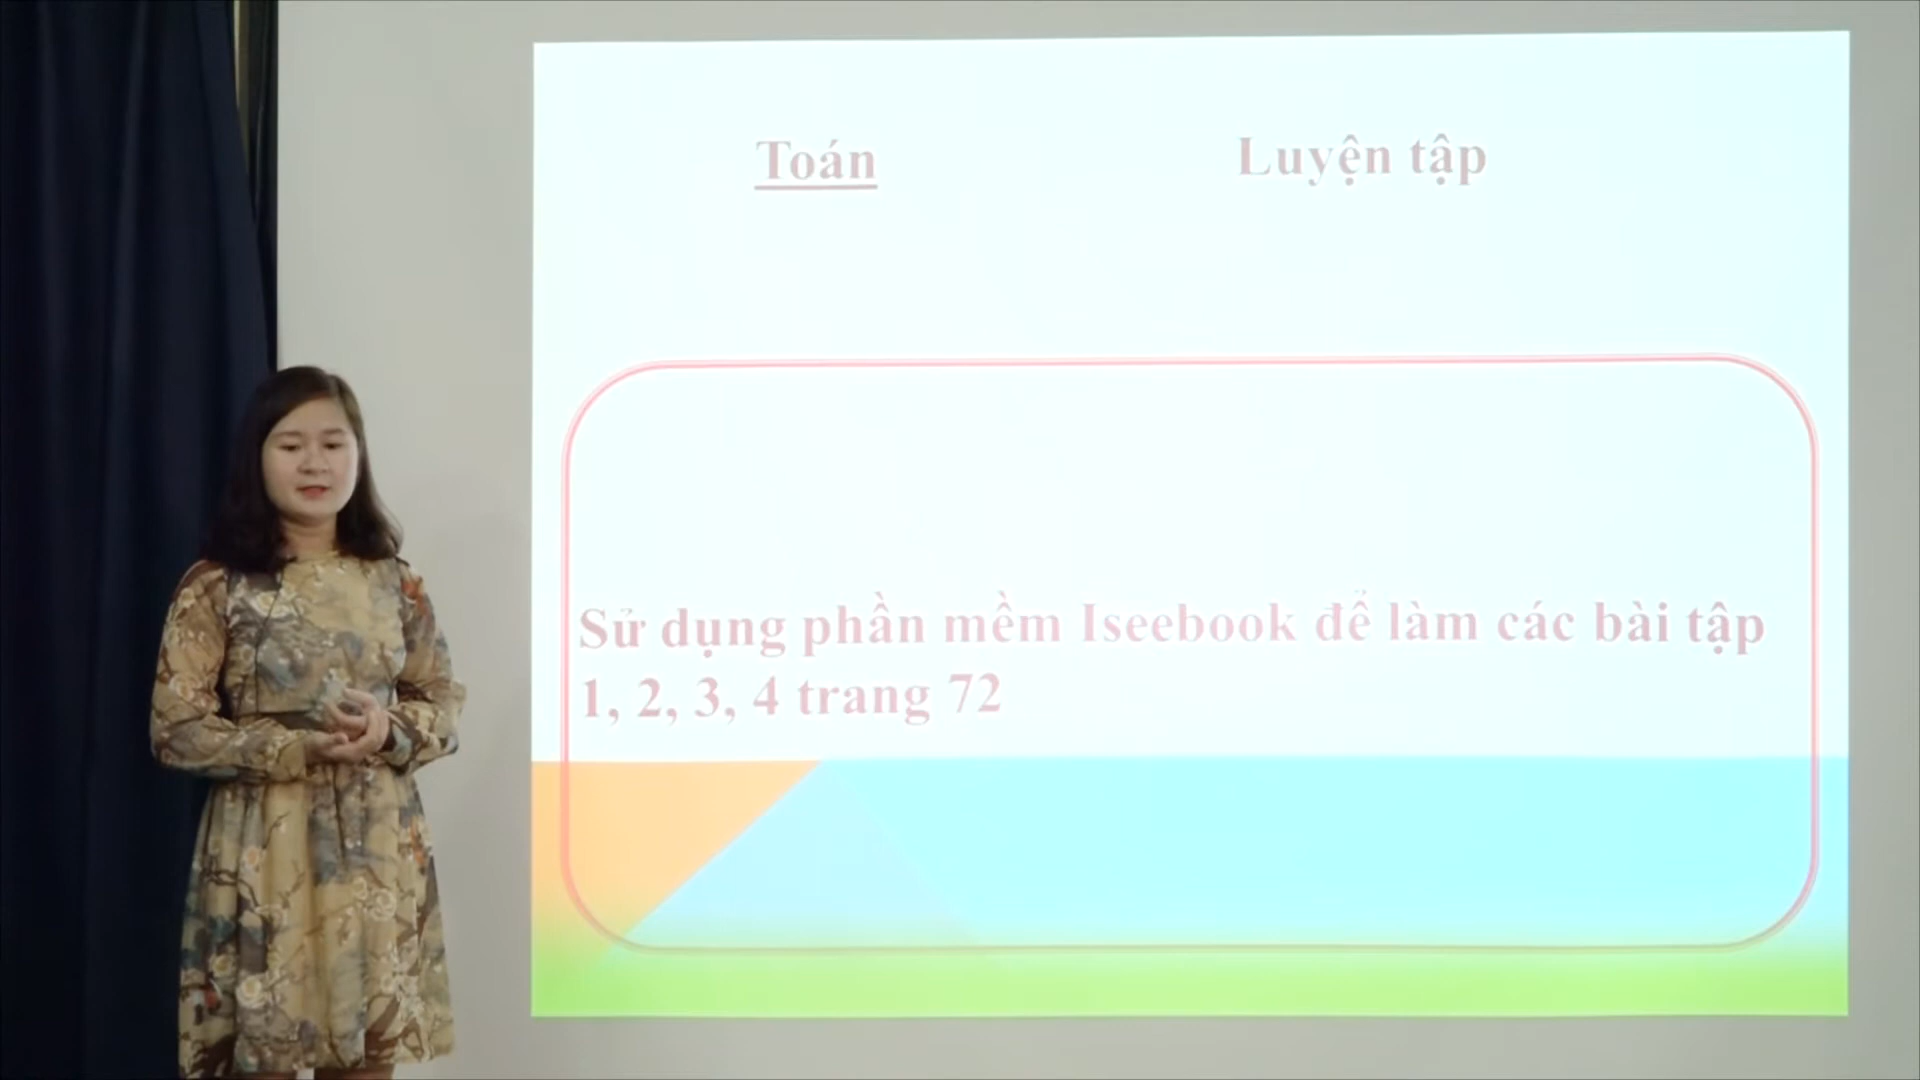 Toán Luyện tập
Sử dụng phần mềm Iseebook để làm các bài tập
1, 2, 3, 4 trang 72